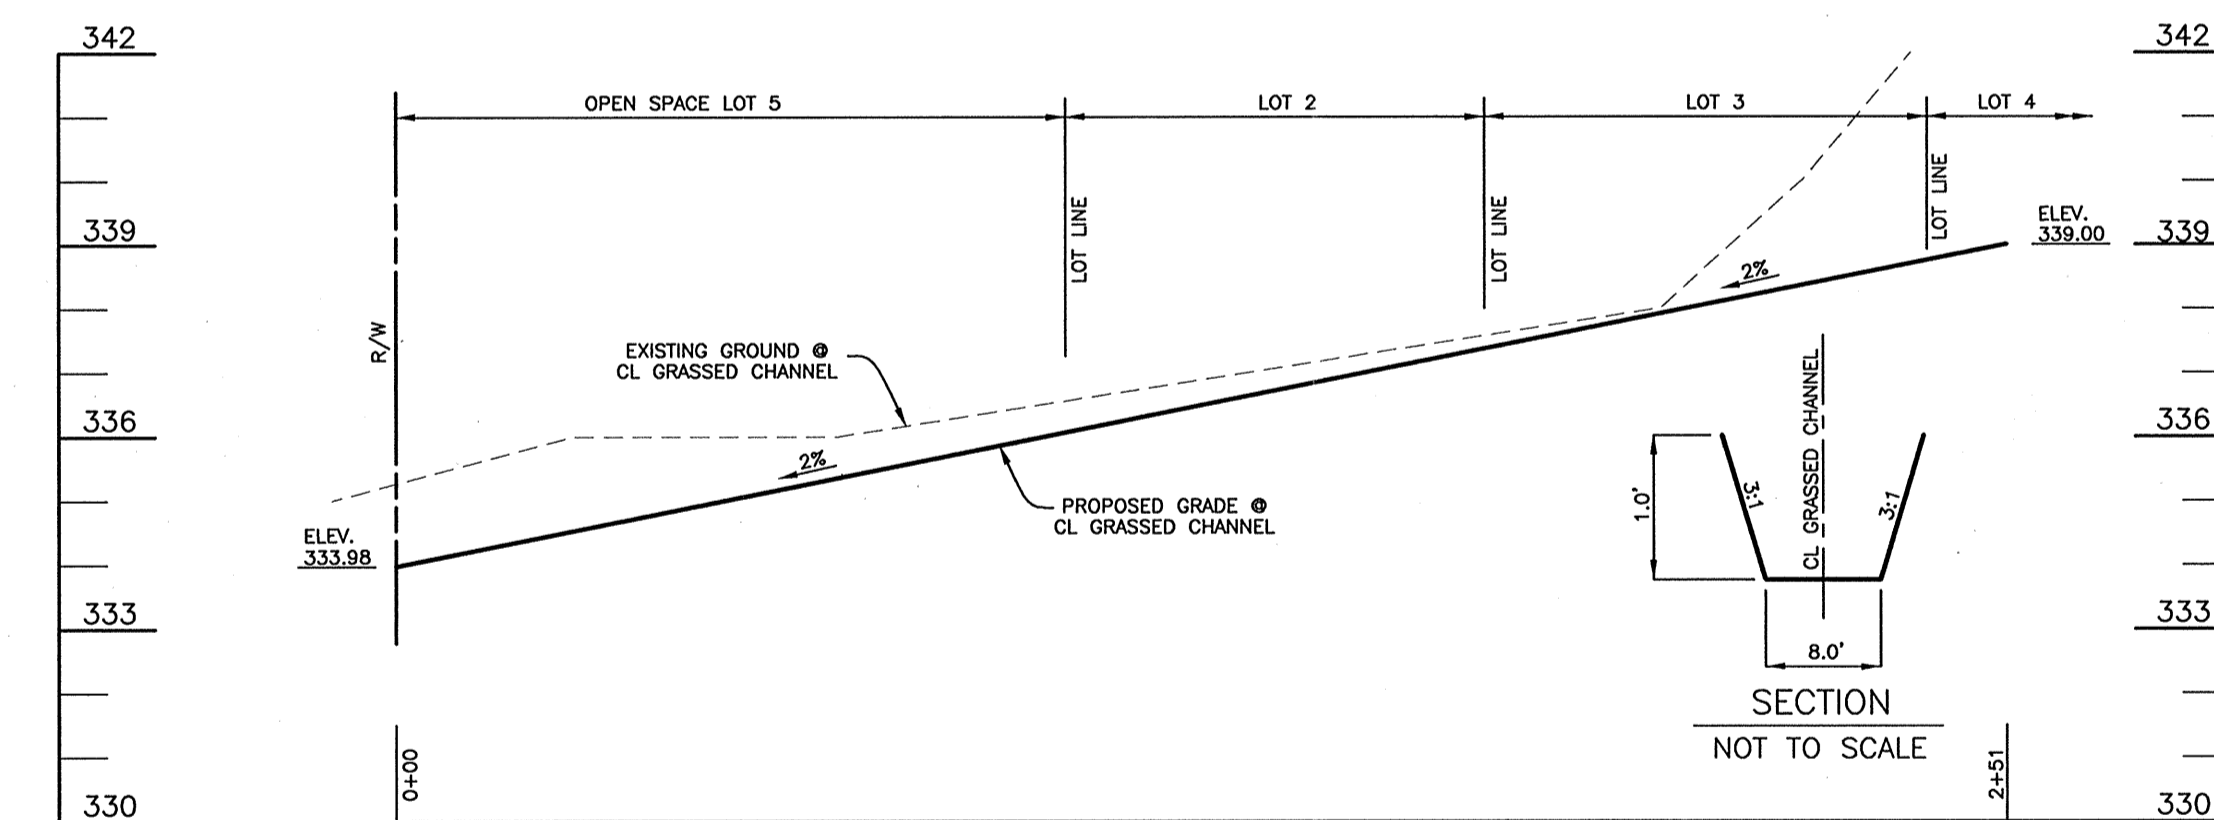 342
342
OPEN SPACE LOT 5
LOT 2
LOT 3
LOT 4
339
LOT LINE
LOT LINE
LOT LINE
ELEV.
339.00
339
2%
R/W
EXISTING GROUND @
CL GRASSED CHANNEL
336
336
2%
PROPOSED GRADE @
CL GRASSED CHANNEL
ELEV.
333.98
1.0'
3:1
CL GRASSED CHANNEL
3:1
8.0'
333
333
SECTION
NOT TO SCALE
0+00
2+51
330
330